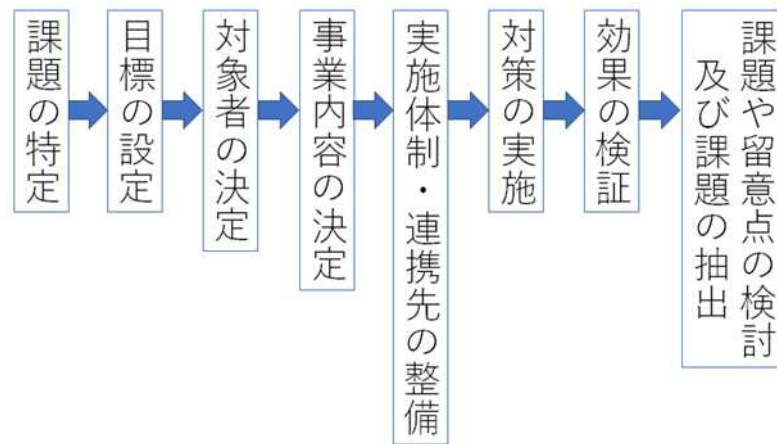 課題の特定
目標の設定
対象者の決定
事業内容の決定
実施体制・連携先の整備
対策の実施
効果の検証
課題や留意点の検討
及び課題の抽出